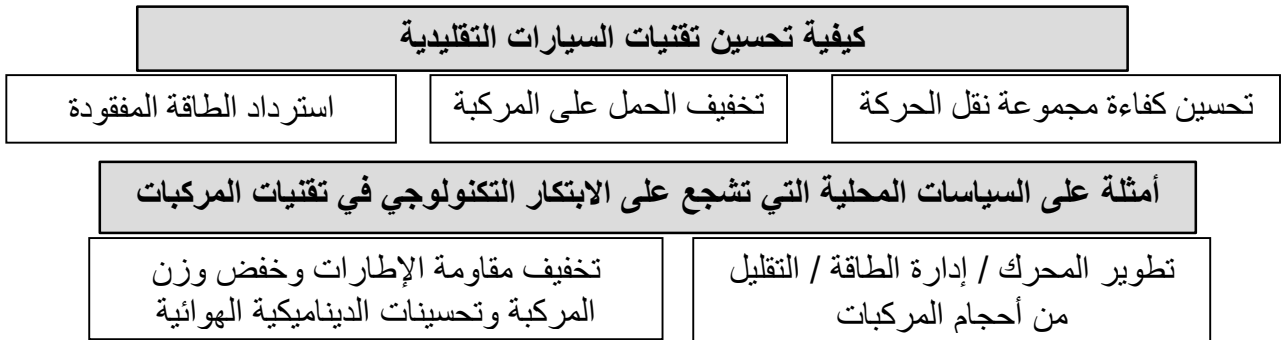 كيفية تحسين تقنيات السيارات التقليدية
تحسين كفاءة مجموعة نقل الحركة
تخفيف الحمل على المركبة
استرداد الطاقة المفقودة
أمثلة على السياسات المحلية التي تشجع على الابتكار التكنولوجي في تقنيات المركبات
تطوير المحرك / إدارة الطاقة / التقليل
من أحجام المركبات
تخفيف مقاومة الإطارات وخفض وزن
المركبة وتحسينات الديناميكية الهوائية